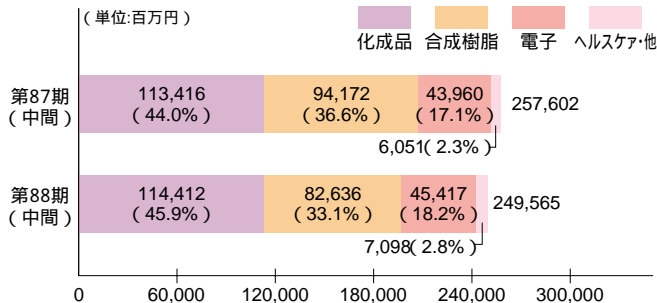 (単位:百万円)
化成品 合成樹脂 電子 ヘルスケア・他
第87期
(中間)
113,416
(44.0%)
94,172
(36.6%)
43,960
(17.1%)
257,602
6,051(2.3%)
第88期
(中間)
114,412
(45.9%)
82,636
(33.1%)
45,417
(18.2%)
249,565
7,098(2.8%)
0 60,000 120,000 180,000 240,000 300,000